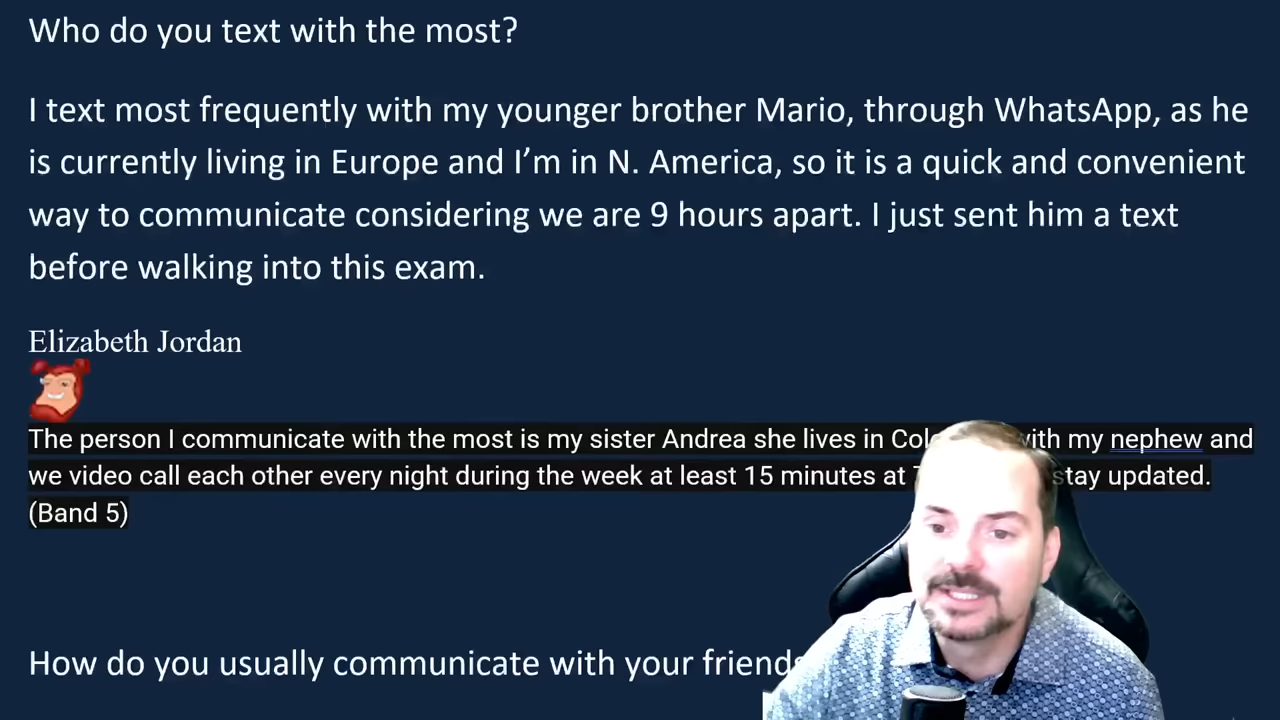 Who do you text with the most?
I text most frequently with my younger brother Mario, through WhatsApp, as he
is currently living in Europe and I’m in N. America, so it is a quick and convenient
way to communicate considering we are 9 hours apart. I just sent him a text
before walking into this exam.
Elizabeth Jordan
The person I communicate with the most is my sister Andrea she lives in with my nephew and
we video call each other every night during the week at least 15 minutes at stay updated.
(Band 5)
How do you usually communicate with your friends